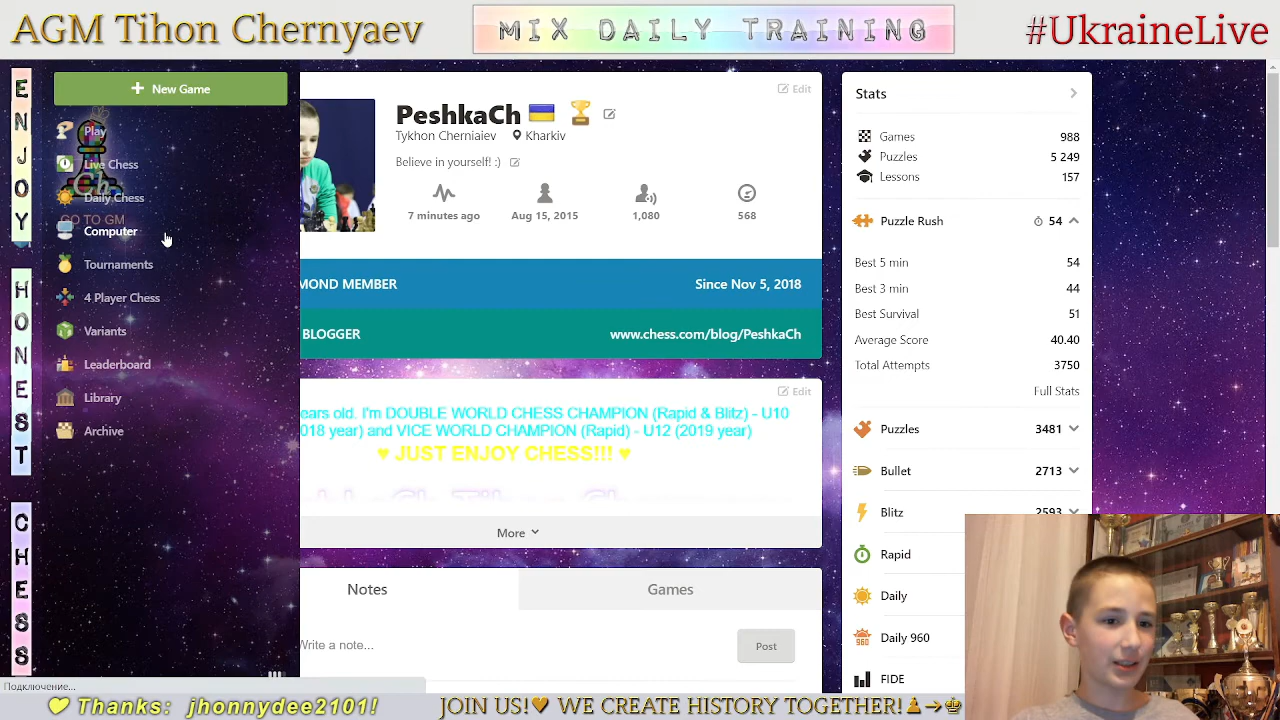 AGM Tihon Chernyaev
MIX DAILY TRAINING
#UkraineLive
ENJOY
HONEST
CHESS
New Game
Play
Live Chess
Daily Chess
GO TO GM
Computer
Tournaments
4 Player Chess
Variants
Leaderboard
Library
Archive
Edit
PeshkaCh
Tykhon Cherniaiev Kharkiv
Believe in yourself! :)
7 minutes ago Aug 15, 2015 1,080 568
MOND MEMBER Since Nov 5, 2018
BLOGGER www.chess.com/blog/PeshkaCh
Edit
ears old. I'm DOUBLE WORLD CHESS CHAMPION (Rapid & Blitz) - U10
018 year) and VICE WORLD CHAMPION (Rapid) - U12 (2019 year)
♥ JUST ENJOY CHESS!!! ♥
More
Notes Games
Write a note...
Post
Stats
Games 988
Puzzles 5 249
Lessons 157
Puzzle Rush 54
Best 5 min 54
Best 3 min 44
Best Survival 51
Average Score 40.40
Total Attempts 3750
Full Stats
Puzzles 3481
Bullet 2713
Blitz 2593
Rapid
Daily
Daily 960
FIDE
Подключение...
Thanks: jhonnydee2101!
JOIN US!♥ WE CREATE HISTORY TOGETHER!♟→♚